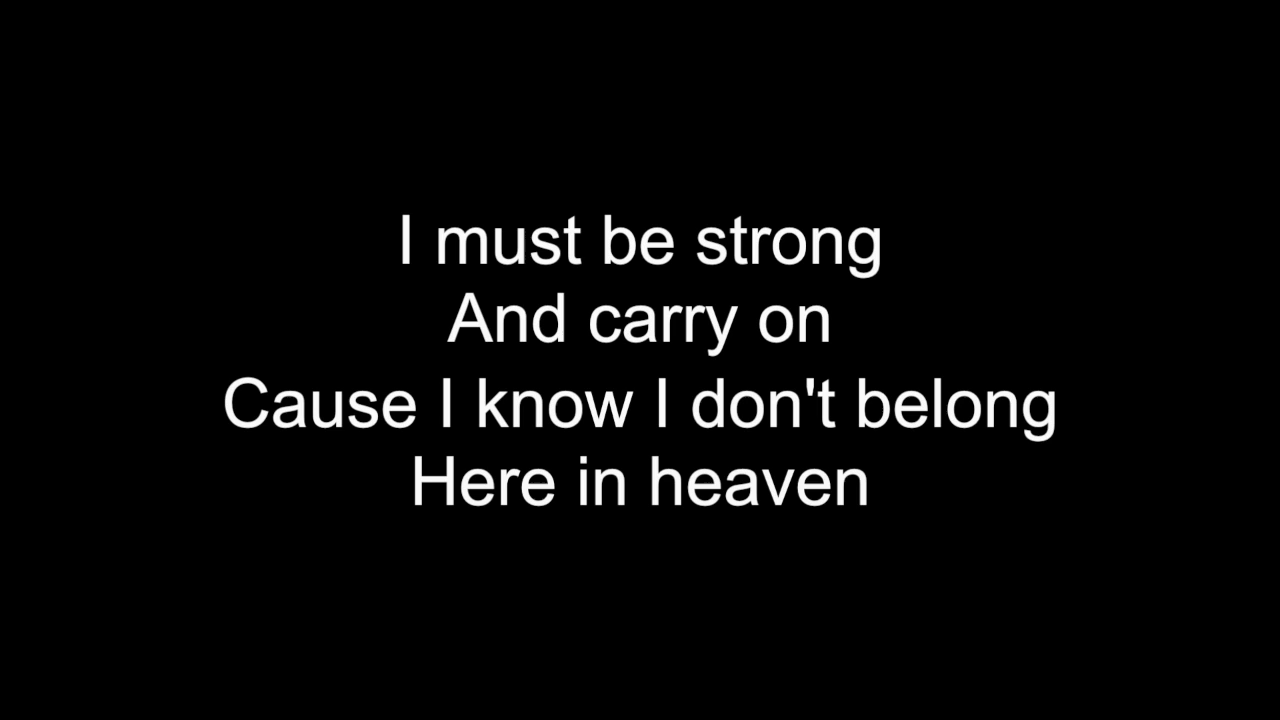 I must be strong
And carry on
Cause I know I don't belong
Here in heaven